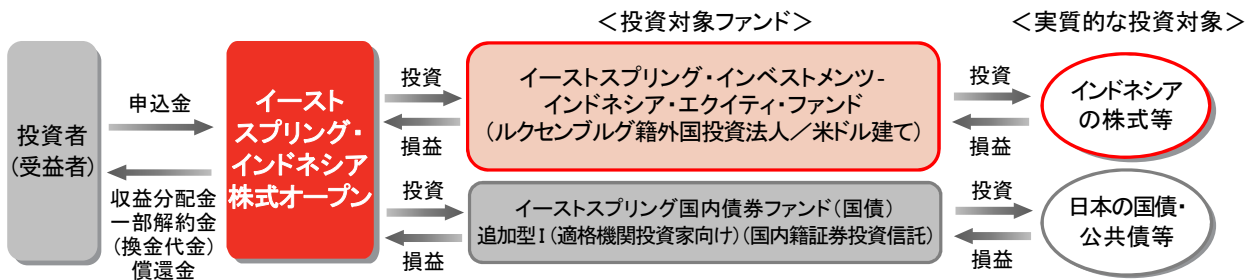 ＜投資対象ファンド＞
＜実質的な投資対象＞
投資者
(受益者)
申込金
収益分配金
一部解約金
(換金代金)
償還金
イースト
スプリング・
インドネシア
株式オープン
投資
損益
イーストスプリング・インベストメンツ-
インドネシア・エクイティ・ファンド
(ルクセンブルグ籍外国投資法人／米ドル建て)
投資
損益
インドネシア
の株式等
投資
損益
イーストスプリング国内債券ファンド(国債)
追加型Ⅰ(適格機関投資家向け)(国内籍証券投資信託)
投資
損益
日本の国債・
公共債等